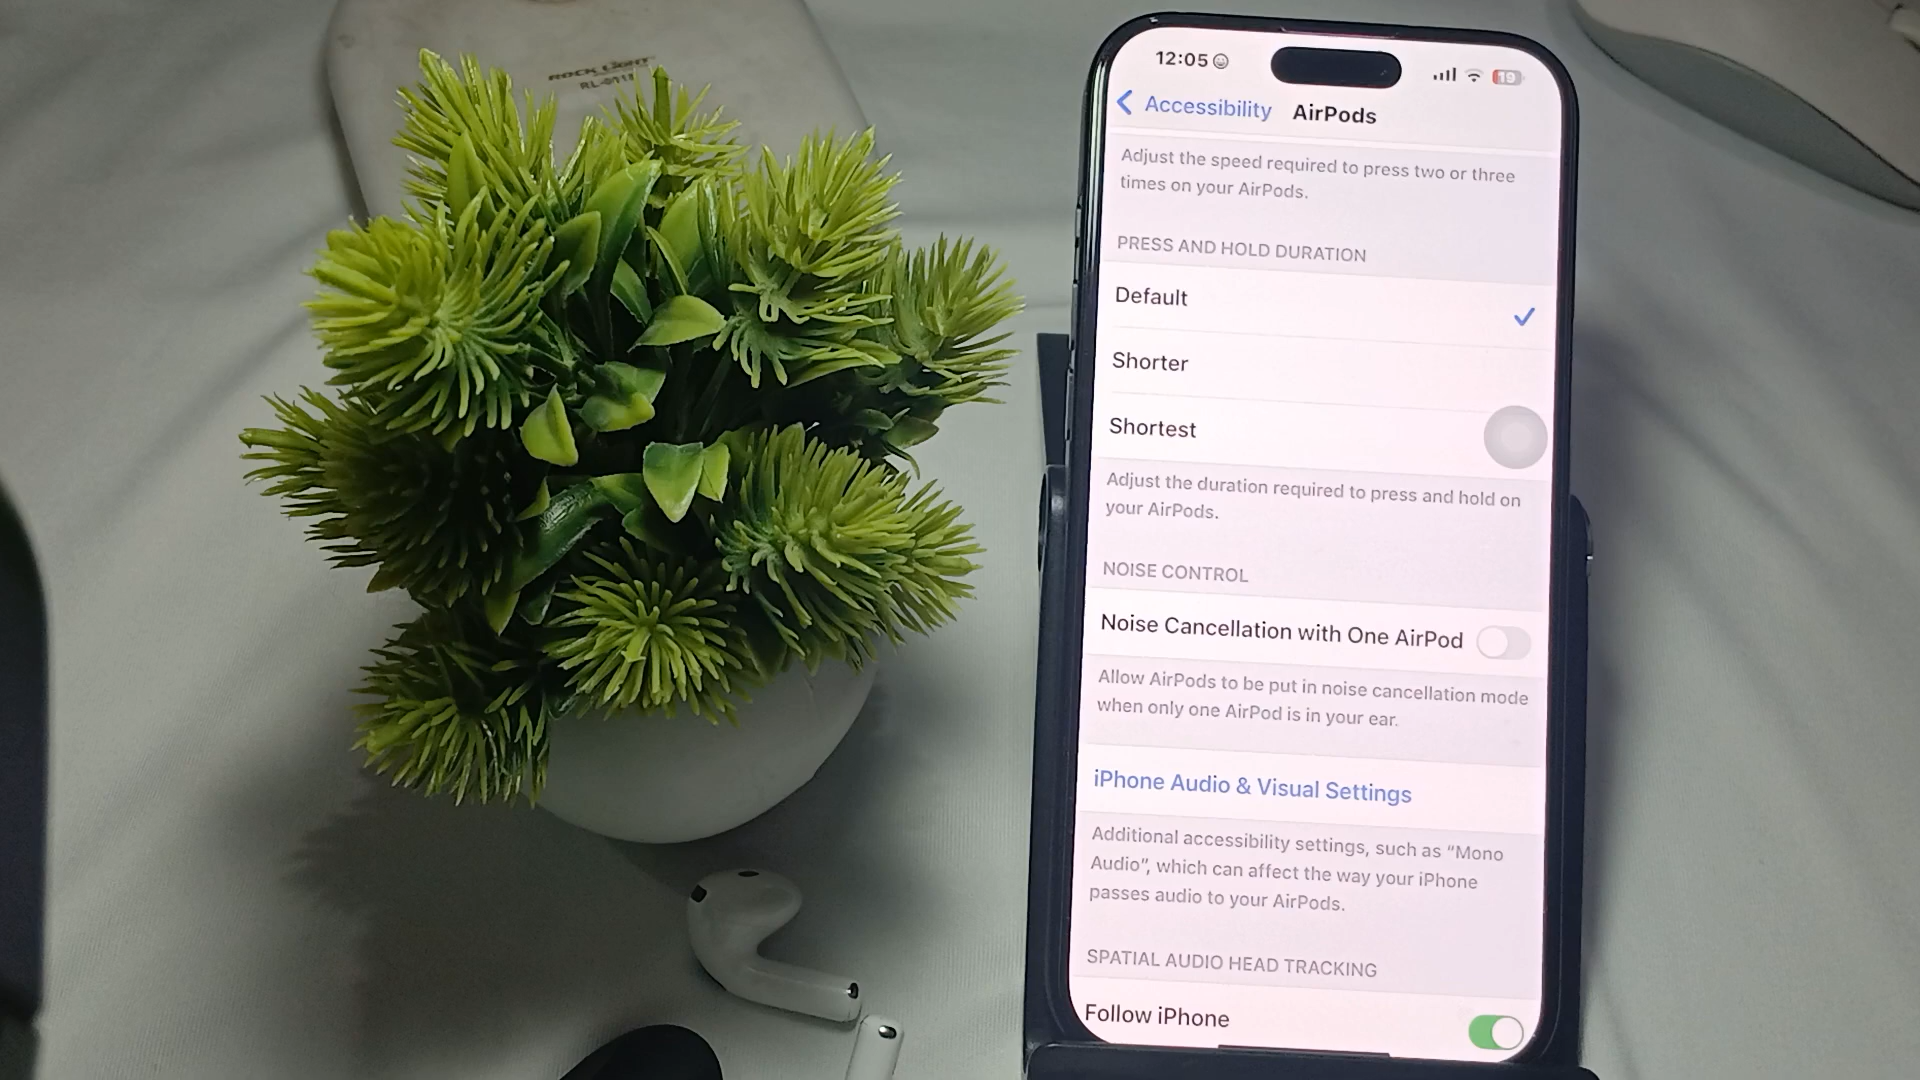 ROCK LIGHT
12:05
19
Accessibility
AirPods
Adjust the speed required to press two or three
times on your AirPods.
PRESS AND HOLD DURATION
Default
Shorter
Shortest
Adjust the duration required to press and hold on
your AirPods.
NOISE CONTROL
Noise Cancellation with One AirPod
Allow AirPods to be put in noise cancellation mode
when only one AirPod is in your ear.
iPhone Audio & Visual Settings
Additional accessibility settings, such as “Mono
Audio”, which can affect the way your iPhone
passes audio to your AirPods.
SPATIAL AUDIO HEAD TRACKING
Follow iPhone